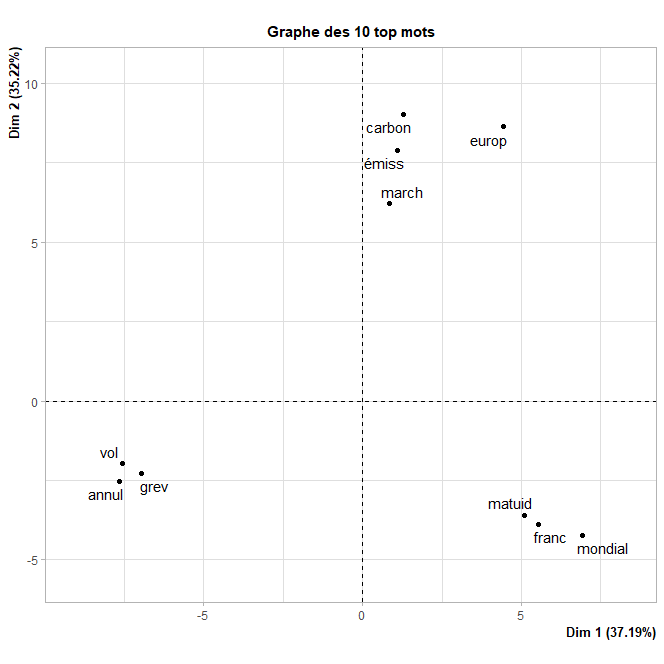 Graphe des 10 top mots
Dim 2 (35.22%)
10
5
0
-5
carbon
europ
émiss
march
vol
annul
grev
matuid
franc
mondial
-5
0
5
Dim 1 (37.19%)